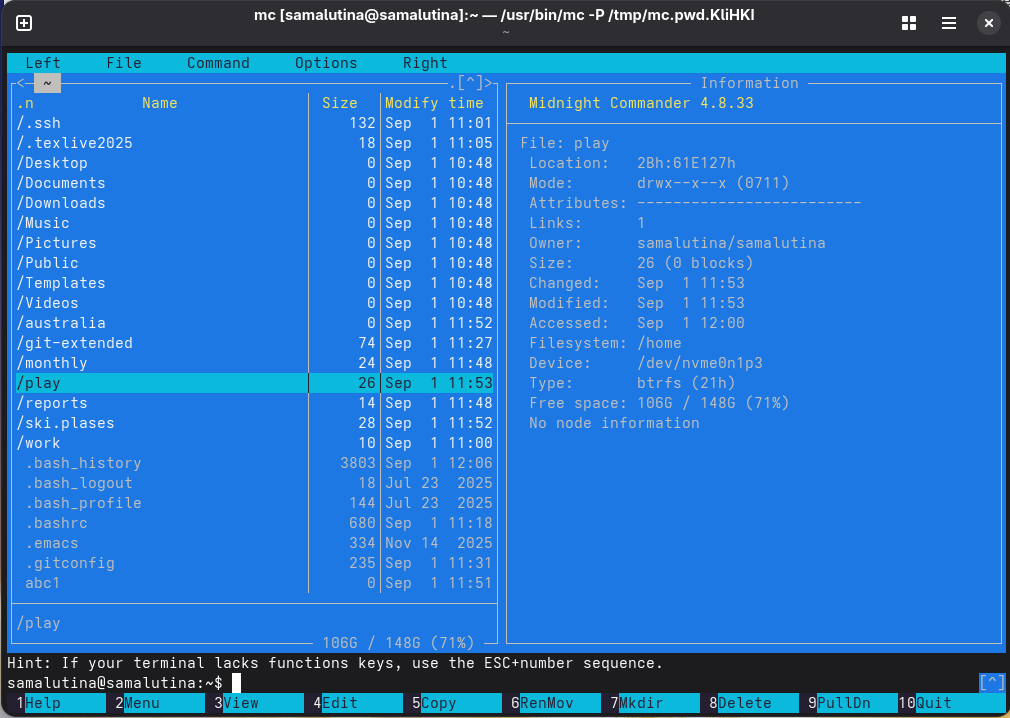 mc [samalutina@samalutina]:~ — /usr/bin/mc -P /tmp/mc.pwd.KliHKI
~
Left File Command Options Right
<— ~ .[^]>
.n Name Size Modify time
/.ssh 132 Sep 1 11:01
/.texlive2025 18 Sep 1 11:05
/Desktop 0 Sep 1 10:48
/Documents 0 Sep 1 10:48
/Downloads 0 Sep 1 10:48
/Music 0 Sep 1 10:48
/Pictures 0 Sep 1 10:48
/Public 0 Sep 1 10:48
/Templates 0 Sep 1 10:48
/Videos 0 Sep 1 10:48
/australia 0 Sep 1 11:52
/git-extended 74 Sep 1 11:27
/monthly 24 Sep 1 11:48
/play 26 Sep 1 11:53
/reports 14 Sep 1 11:48
/ski.plases 28 Sep 1 11:52
/work 10 Sep 1 11:00
.bash_history 3803 Sep 1 12:06
.bash_logout 18 Jul 23 2025
.bash_profile 144 Jul 23 2025
.bashrc 680 Sep 1 11:18
.emacs 334 Nov 14 2025
.gitconfig 235 Sep 1 11:31
abc1 0 Sep 1 11:51
/play
106G / 148G (71%)
Information
Midnight Commander 4.8.33
File: play
Location: 2Bh:61E127h
Mode: drwx--x--x (0711)
Attributes: -------------------------
Links: 1
Owner: samalutina/samalutina
Size: 26 (0 blocks)
Changed: Sep 1 11:53
Modified: Sep 1 11:53
Accessed: Sep 1 12:00
Filesystem: /home
Device: /dev/nvme0n1p3
Type: btrfs (21h)
Free space: 106G / 148G (71%)
No node information
Hint: If your terminal lacks functions keys, use the ESC+number sequence.
samalutina@samalutina:~$
[^]
1Help 2Menu 3View 4Edit 5Copy 6RenMov 7Mkdir 8Delete 9PullDn 10Quit